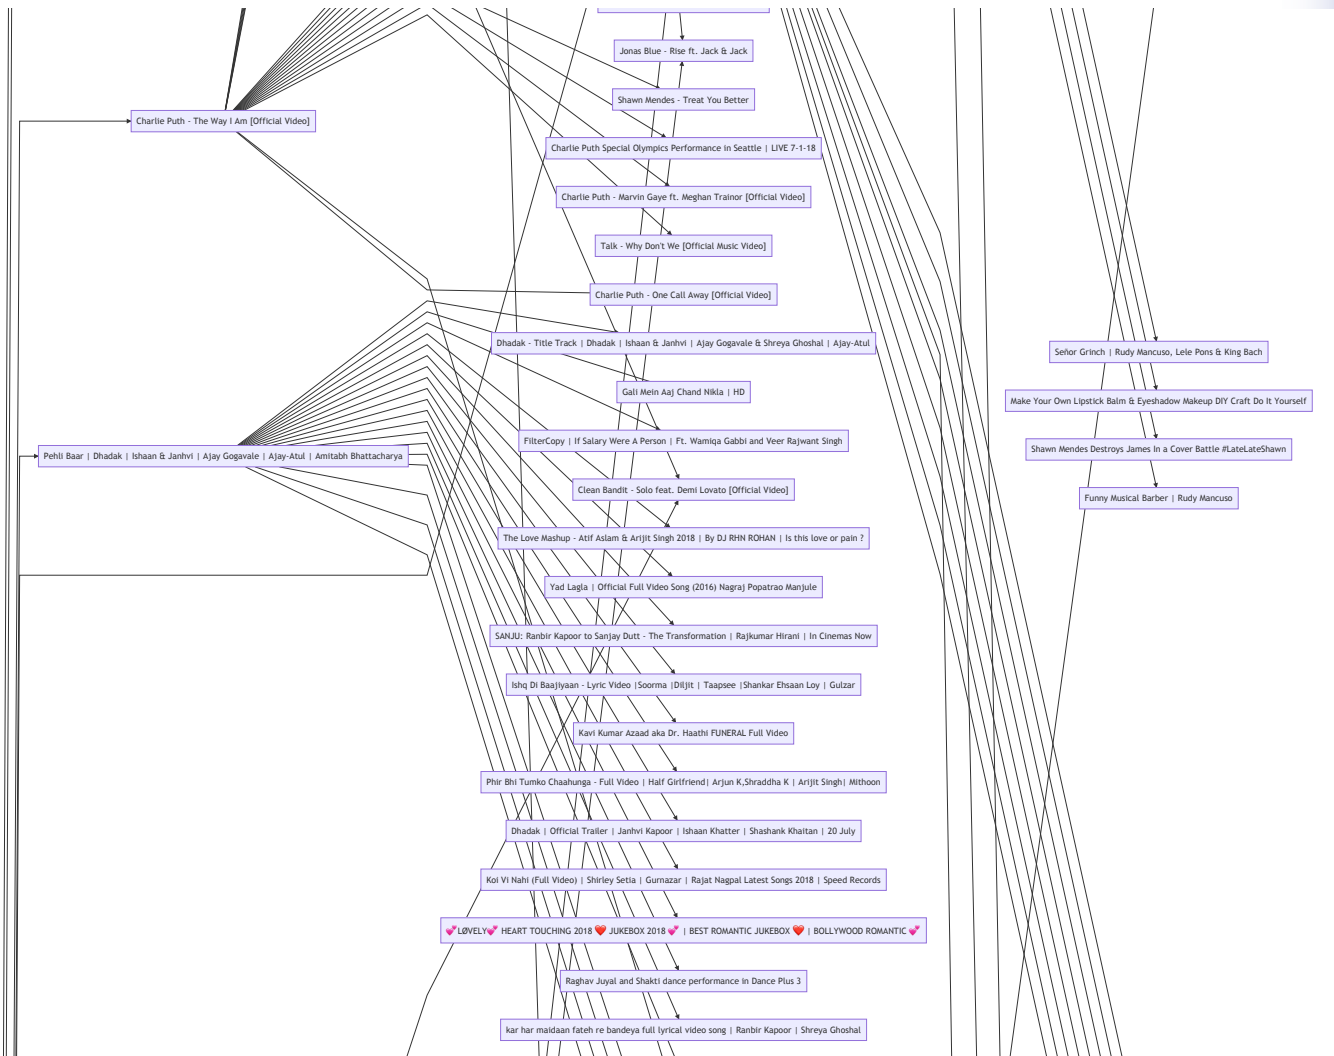 Jonas Blue - Rise ft. Jack & Jack
Shawn Mendes - Treat You Better
Charlie Puth - The Way I Am [Official Video]
Charlie Puth Special Olympics Performance in Seattle | LIVE 7-1-18
Charlie Puth - Marvin Gaye ft. Meghan Trainor [Official Video]
Talk - Why Don't We [Official Music Video]
Charlie Puth - One Call Away [Official Video]
Dhadak - Title Track | Dhadak | Ishaan & Janhvi | Ajay Gogavale & Shreya Ghoshal | Ajay-Atul
Señor Grinch | Rudy Mancuso, Lele Pons & King Bach
Gali Mein Aaj Chand Nikla | HD
Make Your Own Lipstick Balm & Eyeshadow Makeup DIY Craft Do It Yourself
FilterCopy | If Salary Were A Person | Ft. Wamiqa Gabbi and Veer Rajwant Singh
Shawn Mendes Destroys James In a Cover Battle #LateLateShawn
Pehli Baar | Dhadak | Ishaan & Janhvi | Ajay Gogavale | Ajay-Atul | Amitabh Bhattacharya
Clean Bandit - Solo feat. Demi Lovato [Official Video]
Funny Musical Barber | Rudy Mancuso
The Love Mashup - Atif Aslam & Arijit Singh 2018 | By DJ RHN ROHAN | Is this love or pain ?
Yad Lagla | Official Full Video Song (2016) Nagraj Popatrao Manjule
SANJU: Ranbir Kapoor to Sanjay Dutt - The Transformation | Rajkumar Hirani | In Cinemas Now
Ishq Di Baajiyaan - Lyric Video |Soorma |Diljit | Taapsee |Shankar Ehsaan Loy | Gulzar
Kavi Kumar Azaad aka Dr. Haathi FUNERAL Full Video
Phir Bhi Tumko Chaahunga - Full Video | Half Girlfriend| Arjun K,Shraddha K | Arijit Singh| Mithoon
Dhadak | Official Trailer | Janhvi Kapoor | Ishaan Khatter | Shashank Khaitan | 20 July
Koi Vi Nahi (Full Video) | Shirley Setia | Gurnazar | Rajat Nagpal Latest Songs 2018 | Speed Records
💕LØVELY💕 HEART TOUCHING 2018 ❤️ JUKEBOX 2018 💕 | BEST ROMANTIC JUKEBOX ❤️ | BOLLYWOOD ROMANTIC 💕
Raghav Juyal and Shakti dance performance in Dance Plus 3
kar har maidaan fateh re bandeya full lyrical video song | Ranbir Kapoor | Shreya Ghoshal